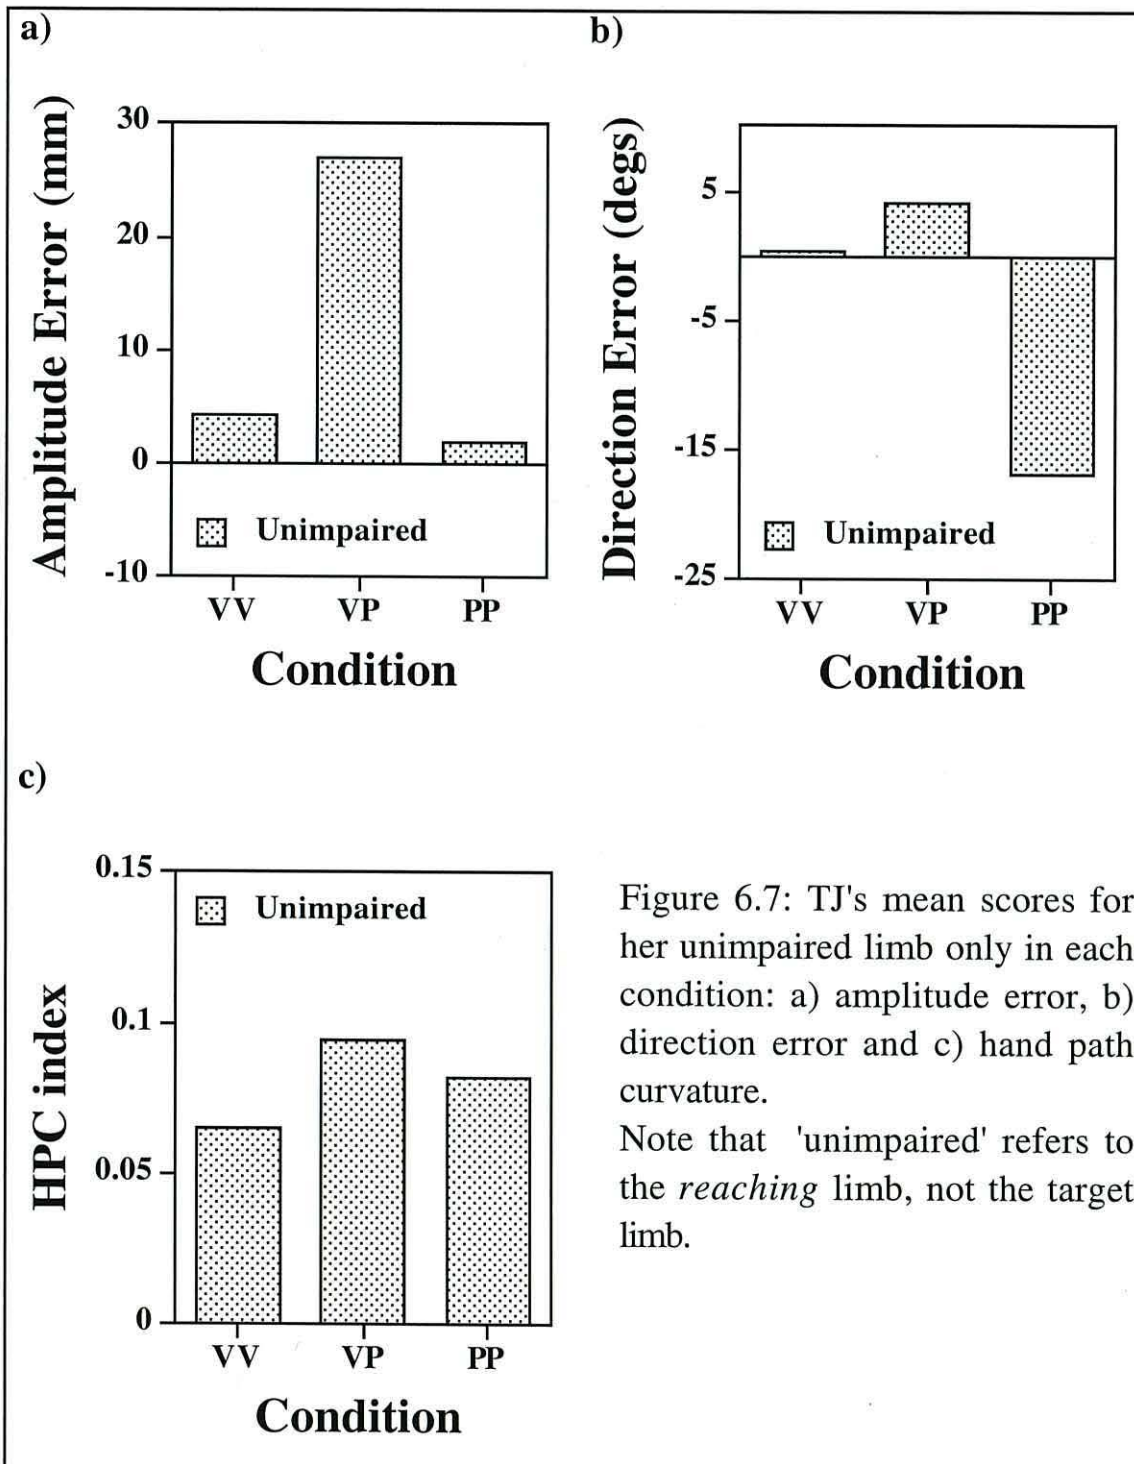 a)
Amplitude Error (mm)
30
20
10
0
-10
Unimpaired
VV VP PP
Condition
b)
Direction Error (degs)
5
-5
-15
-25
Unimpaired
VV VP PP
Condition
c)
HPC index
0.15
0.1
0.05
0
Unimpaired
VV VP PP
Condition
Figure 6.7: TJ's mean scores for
her unimpaired limb only in each
condition: a) amplitude error, b)
direction error and c) hand path
curvature.
Note that 'unimpaired' refers to
the reaching limb, not the target
limb.